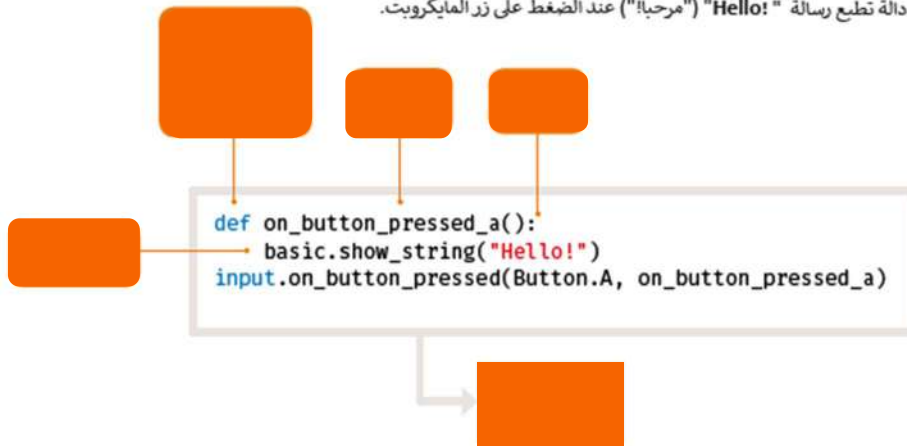 دالة تطبع رسالة "Hello! " ("مرحبا!") عند الضغط على زر المايكروبت.
def on_button_pressed_a():
basic.show_string("Hello!")
input.on_button_pressed(Button.A, on_button_pressed_a)